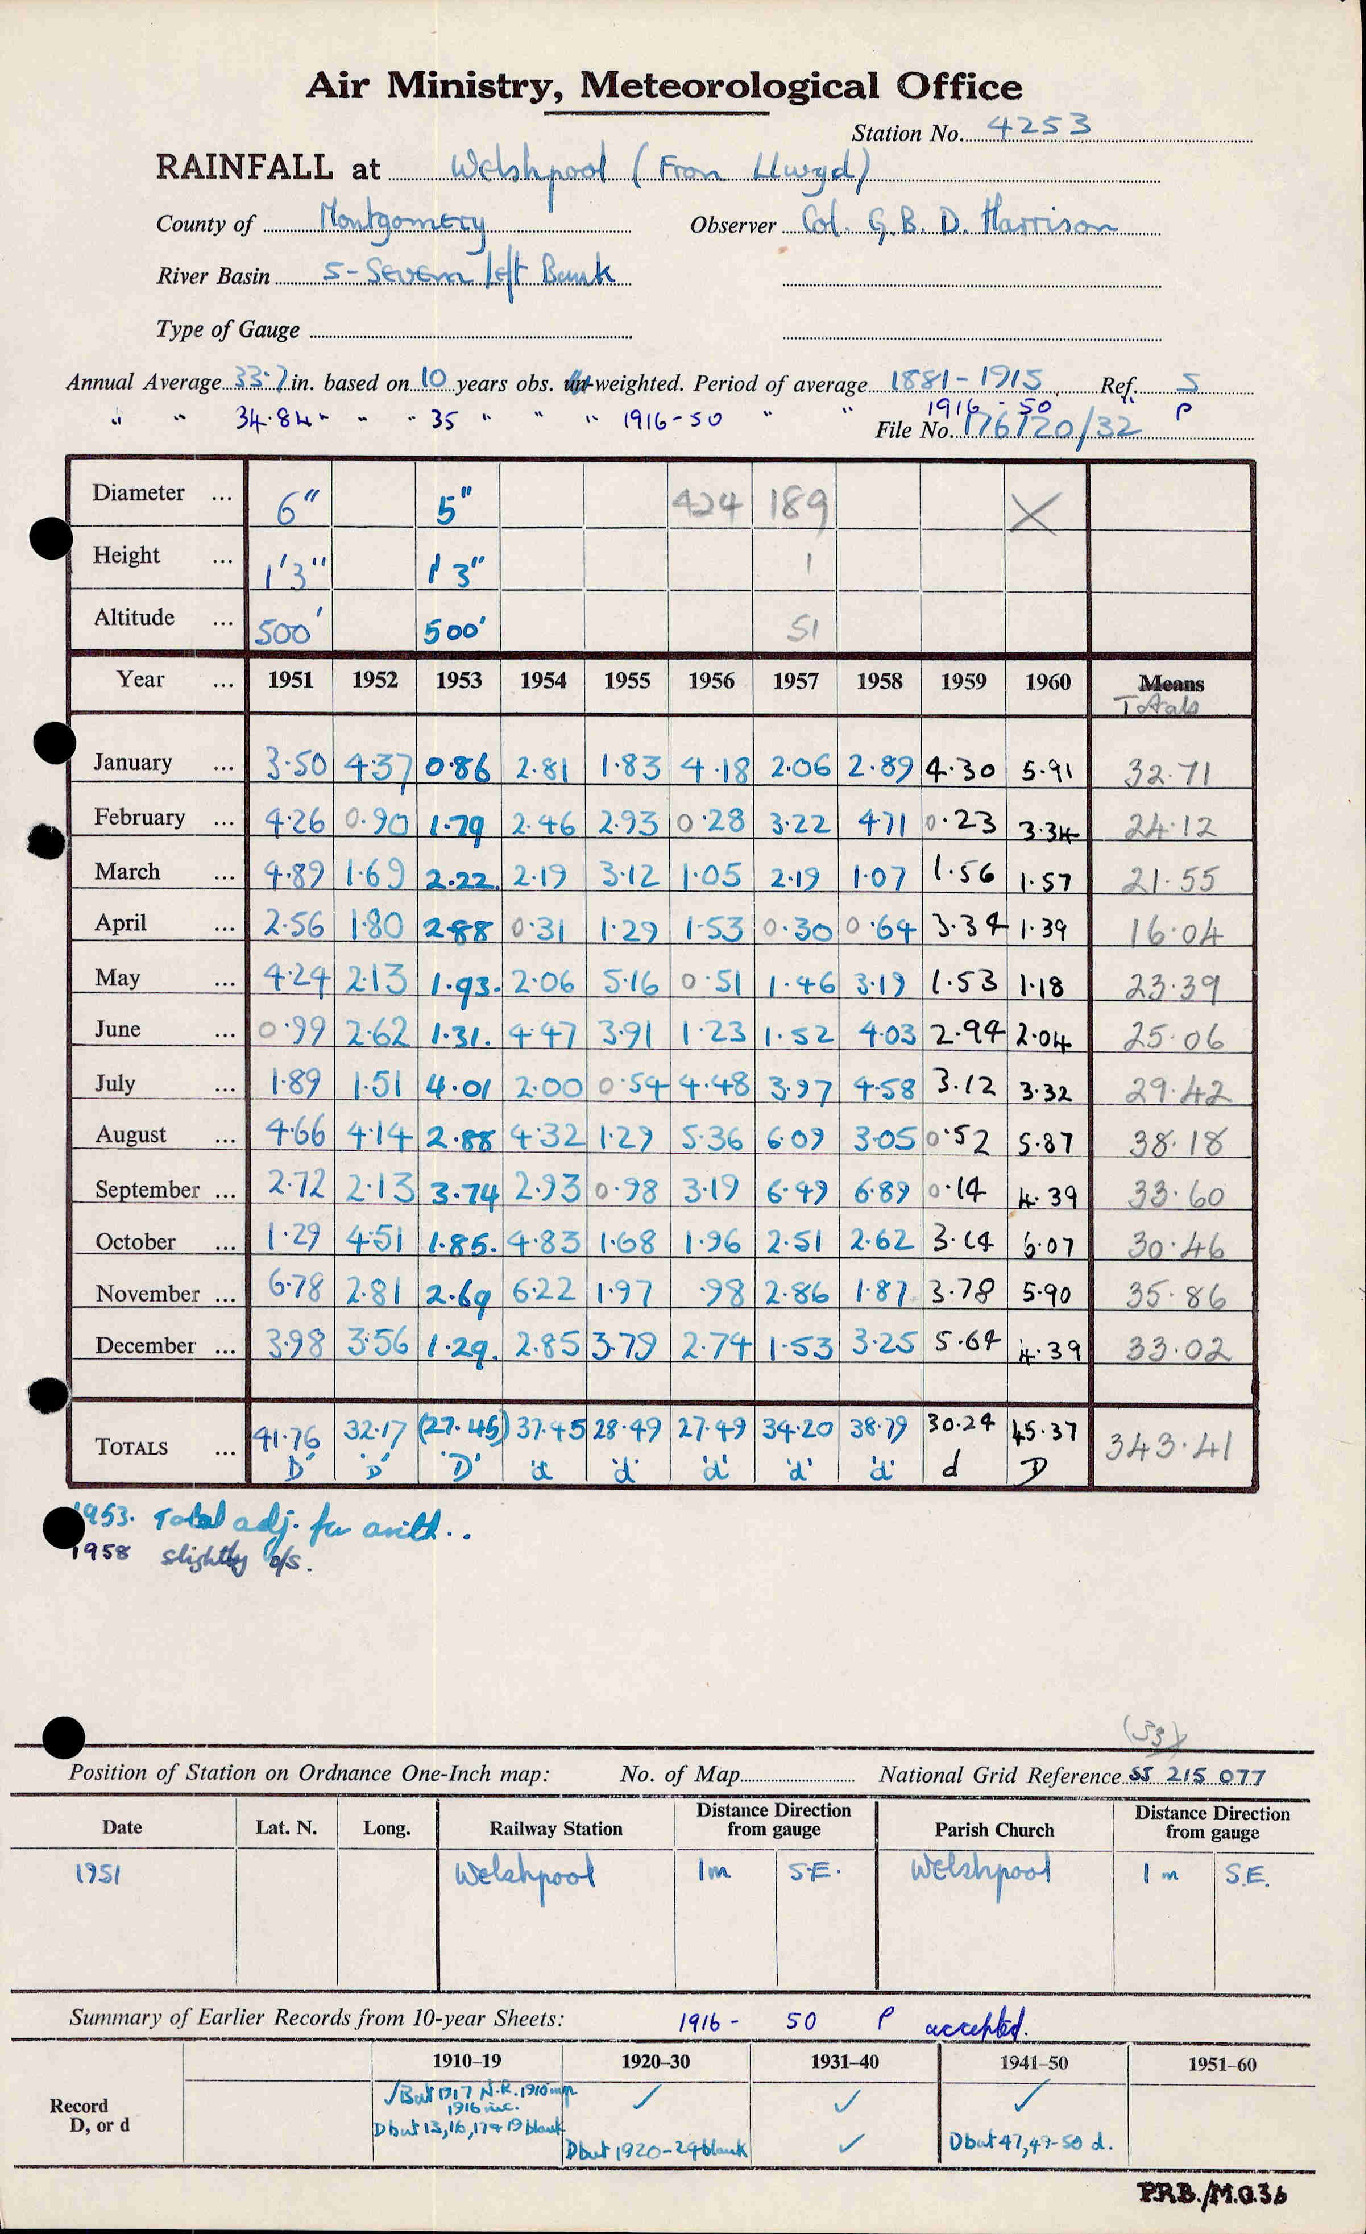 Air Ministry, Meteorological Office
Station No. 4253
RAINFALL at Welshpool (Fron Llwyd)
County of Montgomery Observer Col. G. B. D. Harrison
River Basin 5-Severn Left Bank
Type of Gauge
Annual Average 33.7 in. based on 10 years obs. weighted. Period of average 1881-1915 Ref. S
" " 34.84 " " " 35 " " " 1916-50 " " 1916-50 " P
File No. 176120/32
Diameter ... 6" 5" 424 189 X
Height ... 1'3" 1'3" 1
Altitude ... 500' 500' 51
Year ... 1951 1952 1953 1954 1955 1956 1957 1958 1959 1960 Means
Totals
January ... 3.50 4.37 0.86 2.81 1.83 4.18 2.06 2.89 4.30 5.91 32.71
February ... 4.26 0.90 1.79 2.46 2.93 0.28 3.22 4.71 0.23 3.34 24.12
March ... 4.89 1.69 2.22 2.19 3.12 1.05 2.19 1.07 1.56 1.57 21.55
April ... 2.56 1.80 2.88 0.31 1.29 1.53 0.30 0.64 3.34 1.39 16.04
May ... 4.24 2.13 1.93. 2.06 5.16 0.51 1.46 3.19 1.53 1.18 23.39
June ... 0.99 2.62 1.31. 4.47 3.91 1.23 1.52 4.03 2.94 2.04 25.06
July ... 1.89 1.51 4.01 2.00 0.54 4.48 3.97 4.58 3.12 3.32 29.42
August ... 4.66 4.14 2.88 4.32 1.29 5.36 6.09 3.05 0.52 5.87 38.18
September ... 2.72 2.13 3.74 2.93 0.98 3.19 6.49 6.89 0.14 4.39 33.60
October ... 1.29 4.51 1.85. 4.83 1.68 1.96 2.51 2.62 3.14 6.07 30.46
November ... 6.78 2.81 2.69 6.22 1.97 .98 2.86 1.87 3.78 5.90 35.86
December ... 3.98 3.56 1.29. 2.85 3.79 2.74 1.53 3.25 5.64 4.39 33.02
TOTALS ... 41.76 32.17 (27.45) 37.45 28.49 27.49 34.20 38.79 30.24 45.37 343.41
'D' 'D' 'D' 'd' 'd' 'd' 'd' 'd' d D
1953. Total adj. for arith..
1958 slightly o/s.
(33)
Position of Station on Ordnance One-Inch map: No. of Map National Grid Reference SJ 215 077
Date Lat. N. Long. Railway Station Distance Direction from gauge Parish Church Distance Direction from gauge
1951 Welshpool 1m S.E. Welshpool 1 m S.E.
Summary of Earlier Records from 10-year Sheets: 1916 - 50 P accepted.
1910-19 1920-30 1931-40 1941-50 1951-60
Record √ But 1917 N.R. 1910 ✓ ✓ ✓
1916 inc.
D, or d D but 13, 16, 17+19 blank D but 1920-24 blank ✓ D but 47, 49-50 d.
P.R.B./M.O.36